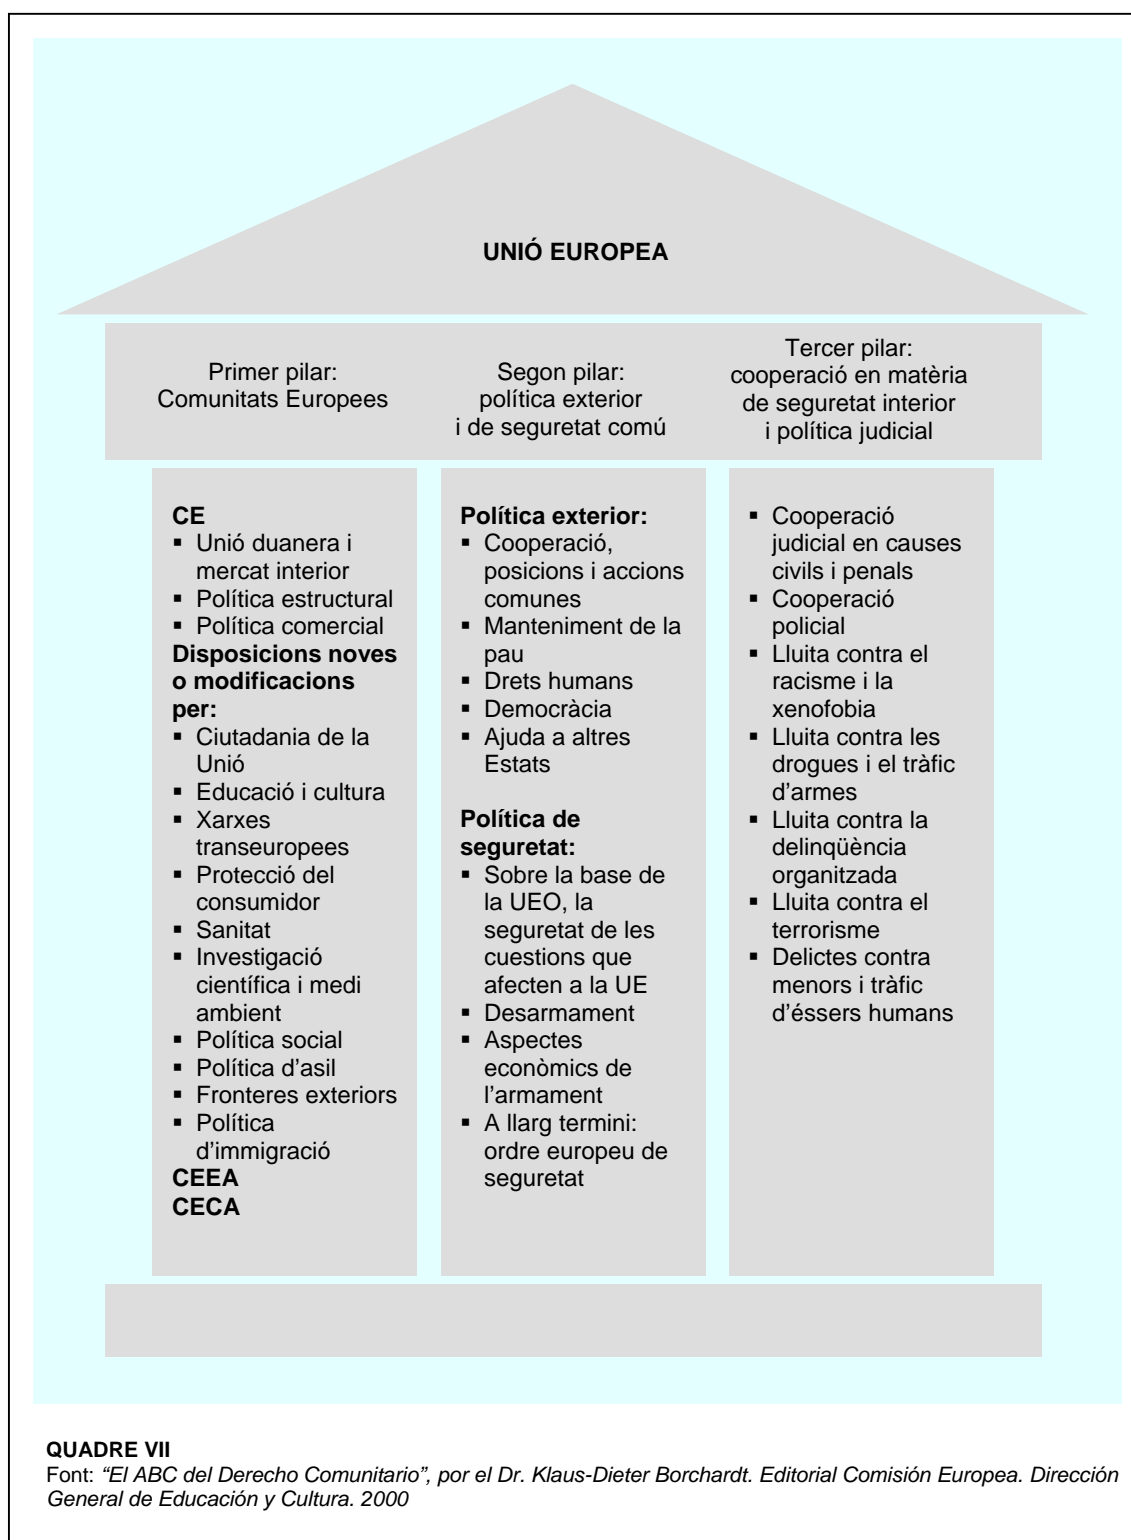 UNIÓ EUROPEA
Primer pilar:
Comunitats Europees
Segon pilar:
política exterior
i de seguretat comú
Tercer pilar:
cooperació en matèria
de seguretat interior
i política judicial
CE
▪ Unió duanera i
mercat interior
▪ Política estructural
▪ Política comercial
Disposicions noves
o modificacions
per:
▪ Ciutadania de la
Unió
▪ Educació i cultura
▪ Xarxes
transeuropees
▪ Protecció del
consumidor
▪ Sanitat
▪ Investigació
científica i medi
ambient
▪ Política social
▪ Política d'asil
▪ Fronteres exteriors
▪ Política
d'immigració
CEEA
CECA
Política exterior:
▪ Cooperació,
posicions i accions
comunes
▪ Manteniment de la
pau
▪ Drets humans
▪ Democràcia
▪ Ajuda a altres
Estats
Política de
seguretat:
▪ Sobre la base de
la UEO, la
seguretat de les
cuestions que
afecten a la UE
▪ Desarmament
▪ Aspectes
econòmics de
l'armament
▪ A llarg termini:
ordre europeu de
seguretat
▪ Cooperació
judicial en causes
civils i penals
▪ Cooperació
policial
▪ Lluita contra el
racisme i la
xenofobia
▪ Lluita contra les
drogues i el tràfic
d'armes
▪ Lluita contra la
delinqüència
organitzada
▪ Lluita contra el
terrorisme
▪ Delictes contra
menors i tràfic
d'éssers humans
QUADRE VII
Font: "El ABC del Derecho Comunitario", por el Dr. Klaus-Dieter Borchardt. Editorial Comisión Europea. Dirección
General de Educación y Cultura. 2000